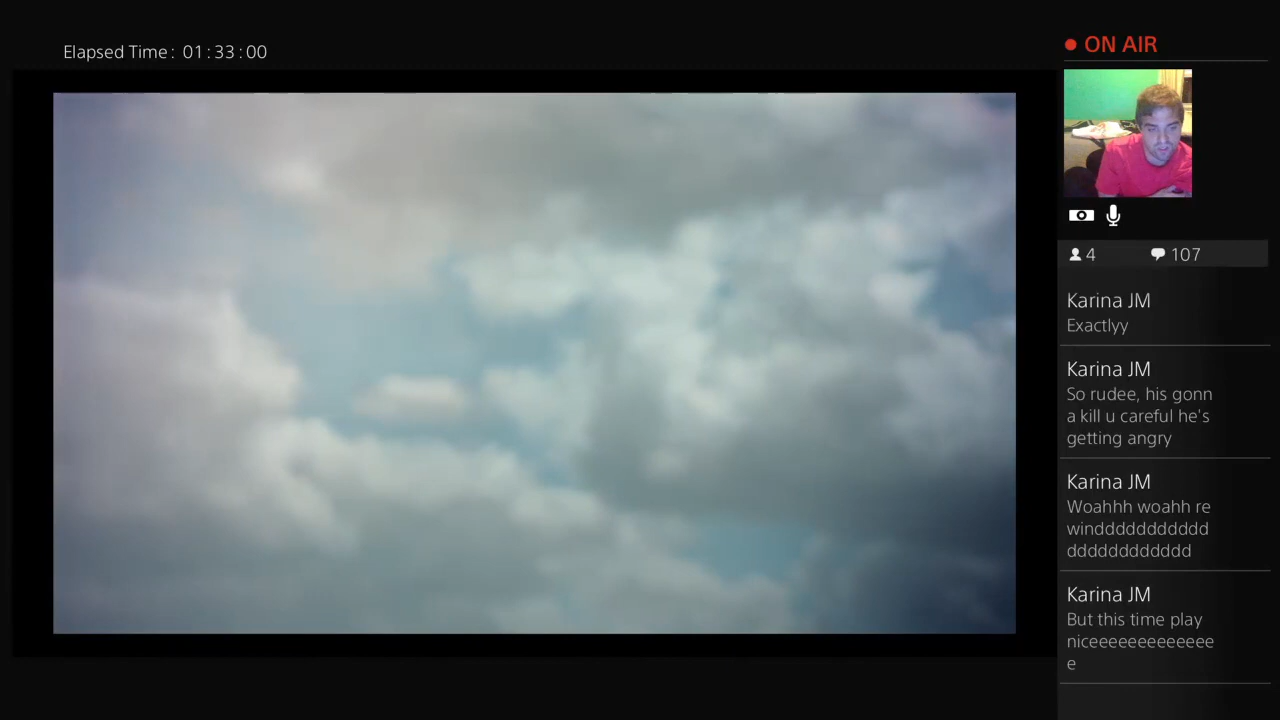 Elapsed Time: 01:33:00
ON AIR
4
107
Karina JM
Exactlyy
Karina JM
So rudee, his gonn
a kill u careful he's
getting angry
Karina JM
Woahhh woahh re
winddddddddddd
dddddddddddd
Karina JM
But this time play
niceeeeeeeeeeeee
e